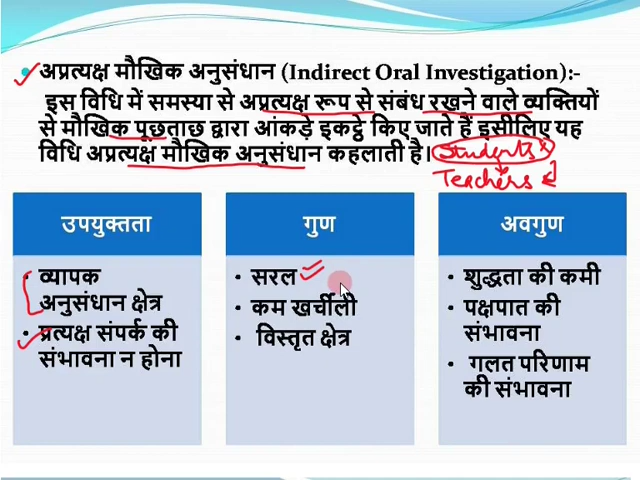 • अप्रत्यक्ष मौखिक अनुसंधान (Indirect Oral Investigation):-
इस विधि में समस्या से अप्रत्यक्ष रूप से संबंध रखने वाले व्यक्तियों
से मौखिक पूछताछ द्वारा आंकड़े इकट्ठे किए जाते हैं इसीलिए यह
विधि अप्रत्यक्ष मौखिक अनुसंधान कहलाती है। Students
Teachers
उपयुक्तता
• व्यापक
अनुसंधान क्षेत्र
• प्रत्यक्ष संपर्क की
संभावना न होना
गुण
• सरल
• कम खर्चीली
• विस्तृत क्षेत्र
अवगुण
• शुद्धता की कमी
• पक्षपात की
संभावना
• गलत परिणाम
की संभावना